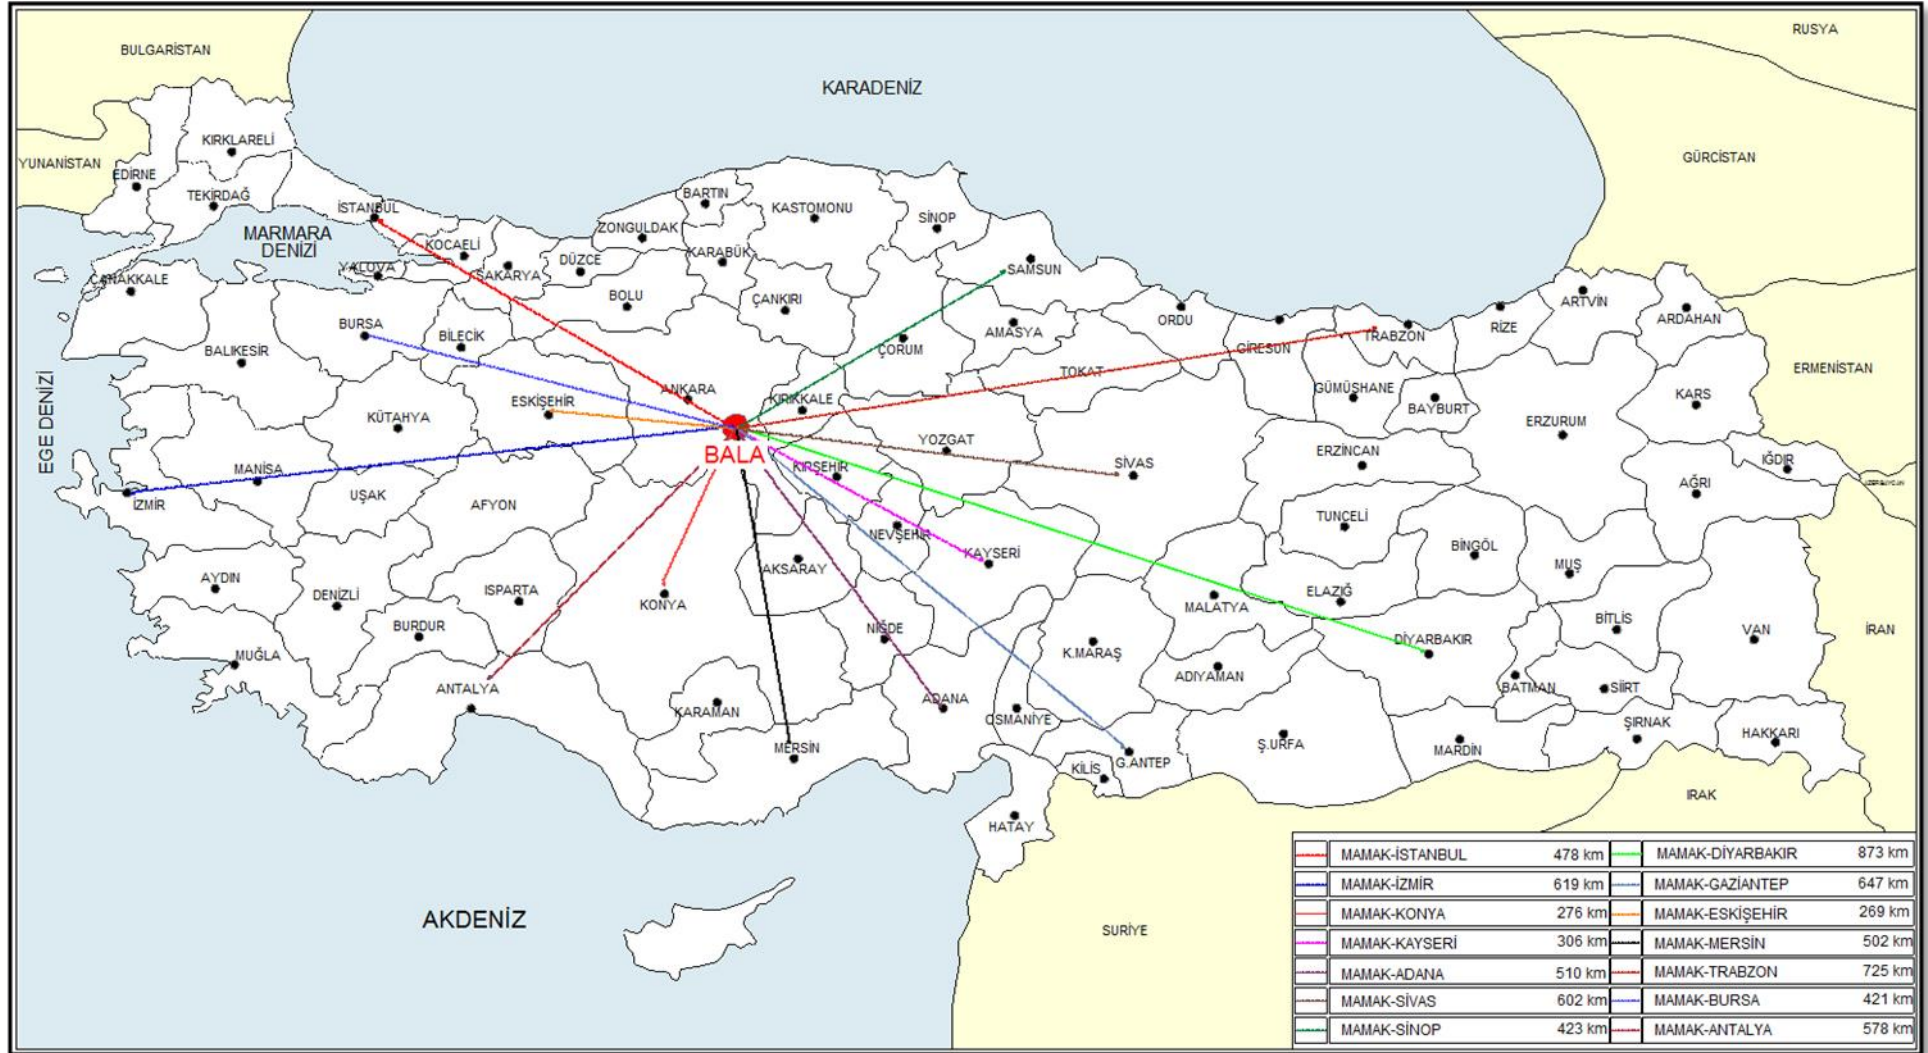 BULGARİSTAN
RUSYA
KARADENİZ
KIRKLARELİ
YUNANİSTAN
GÜRCİSTAN
EDİRNE
TEKİRDAĞ
BARTIN
İSTANBUL
KASTOMONU
SİNOP
MARMARA
DENİZİ
ZONGULDAK
KOCAELİ
KARABÜK
YALOVA
SAKARYA
DÜZCE
SAMSUN
ÇANAKKALE
BOLU
ÇANKIRI
ARTVİN
ORDU
ARDAHAN
BURSA
BİLECİK
AMASYA
RİZE
TRABZON
BALIKESİR
ÇORUM
GİRESUN
ERMENİSTAN
TOKAT
EGE DENİZİ
ANKARA
GÜMÜŞHANE
KARS
ESKİŞEHİR
KIRIKKALE
BAYBURT
KÜTAHYA
ERZURUM
YOZGAT
BALA
ERZİNCAN
IĞDIR
MANİSA
KIRŞEHİR
SİVAS
AĞRI
AZERBAYCAN
UŞAK
İZMİR
AFYON
TUNÇELİ
NEVŞEHİR
BİNGÖL
KAYSERİ
AKSARAY
MUŞ
AYDIN
ISPARTA
DENİZLİ
KONYA
ELAZIĞ
MALATYA
BURDUR
NİĞDE
BİTLİS
VAN
İRAN
DİYARBAKIR
MUĞLA
K.MARAŞ
ADIYAMAN
ANTALYA
BATMAN
SİİRT
ADANA
KARAMAN
OSMANİYE
ŞIRNAK
HAKKARI
MERSİN
Ş.URFA
MARDİN
KİLİS
G.ANTEP
IRAK
HATAY
AKDENİZ
SURİYE
MAMAK-İSTANBUL 478 km MAMAK-DİYARBAKIR 873 km
MAMAK-İZMİR 619 km MAMAK-GAZİANTEP 647 km
MAMAK-KONYA 276 km MAMAK-ESKİŞEHİR 269 km
MAMAK-KAYSERİ 306 km MAMAK-MERSİN 502 km
MAMAK-ADANA 510 km MAMAK-TRABZON 725 km
MAMAK-SİVAS 602 km MAMAK-BURSA 421 km
MAMAK-SİNOP 423 km MAMAK-ANTALYA 578 km